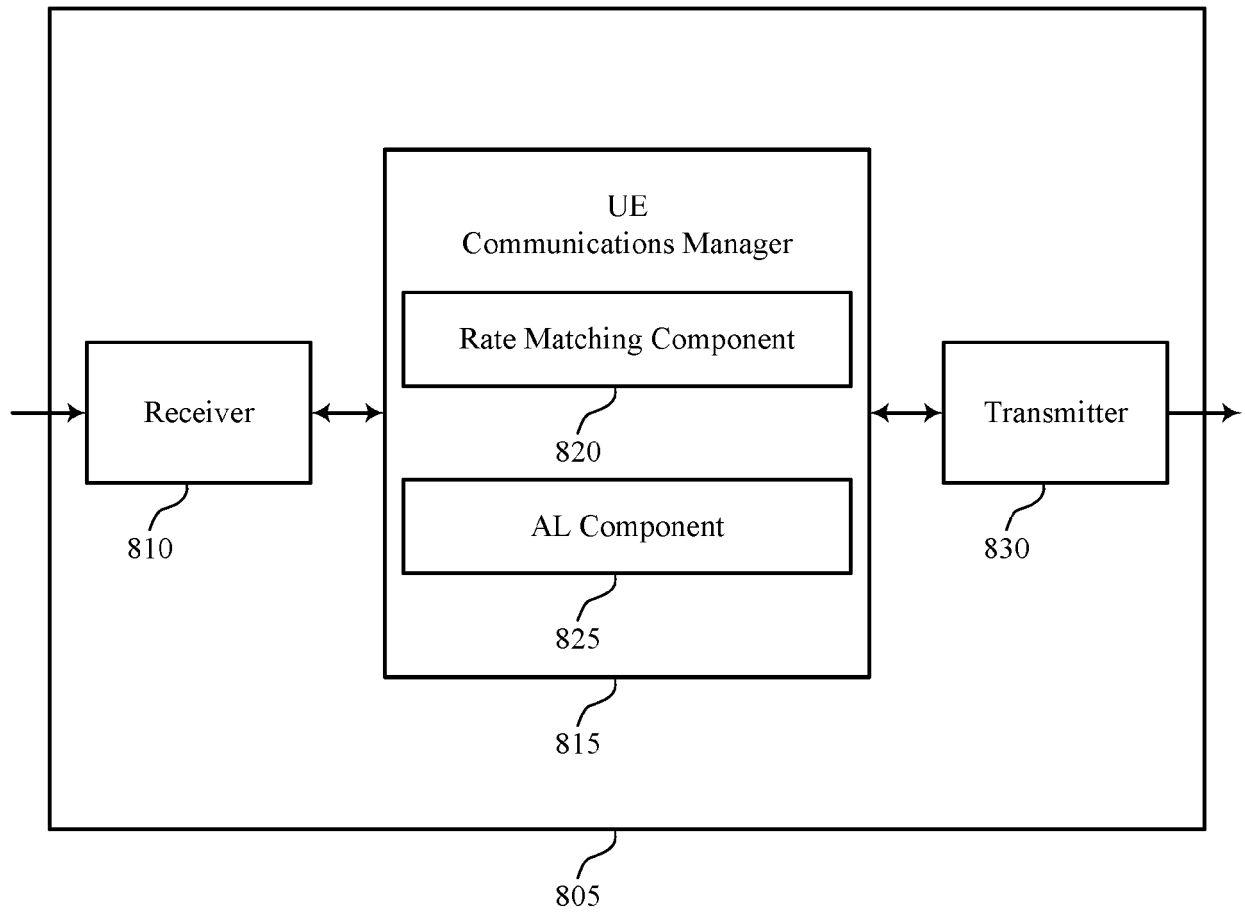 UE
Communications Manager
Rate Matching Component
820
Receiver
810
Transmitter
830
AL Component
825
815
805